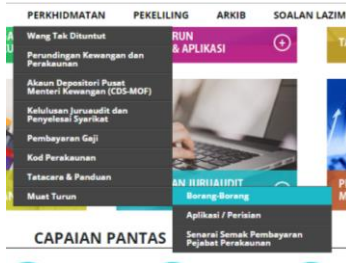 PERKHIDMATAN PEKELILING ARKIB SOALAN LAZIM
Wang Tak Dituntut
RUN
& APLIKASI
Perundingan Kewangan dan
Perakaunan
Akaun Depositori Pusat
Menteri Kewangan (CDS-MOF)
Kelulusan Juruaudit dan
Penyelesai Syarikat
Pembayaran Gaji
Kod Perakaunan
Tatacara & Panduan
AN JURUAUDIT
Muat Turun
Borang-Borang
Aplikasi / Perisian
Senarai Semak Pembayaran
Pejabat Perakaunan
CAPAIAN PANTAS